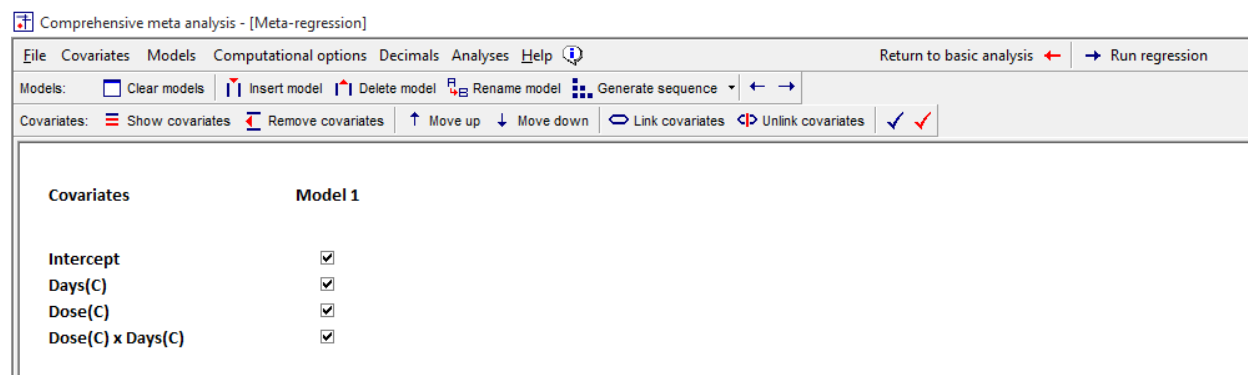 Comprehensive meta analysis - [Meta-regression]
File Covariates Models Computational options Decimals Analyses Help Return to basic analysis Run regression
Models: Clear models Insert model Delete model Rename model Generate sequence
Covariates: Show covariates Remove covariates Move up Move down Link covariates Unlink covariates
Covariates Model 1
Intercept
Days(C)
Dose(C)
Dose(C) x Days(C)